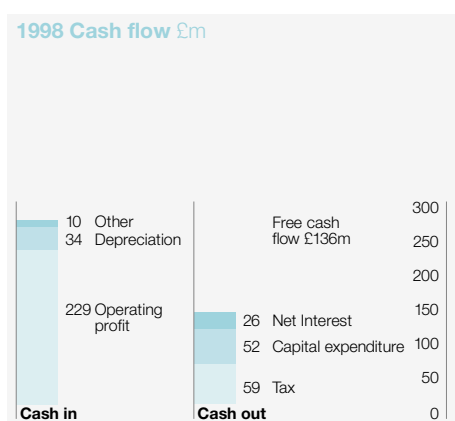 1998 Cash flow £m
10 Other
34 Depreciation
229 Operating
profit
Cash in
Free cash
flow £136m
26 Net Interest
52 Capital expenditure
59 Tax
Cash out
300
250
200
150
100
50
0